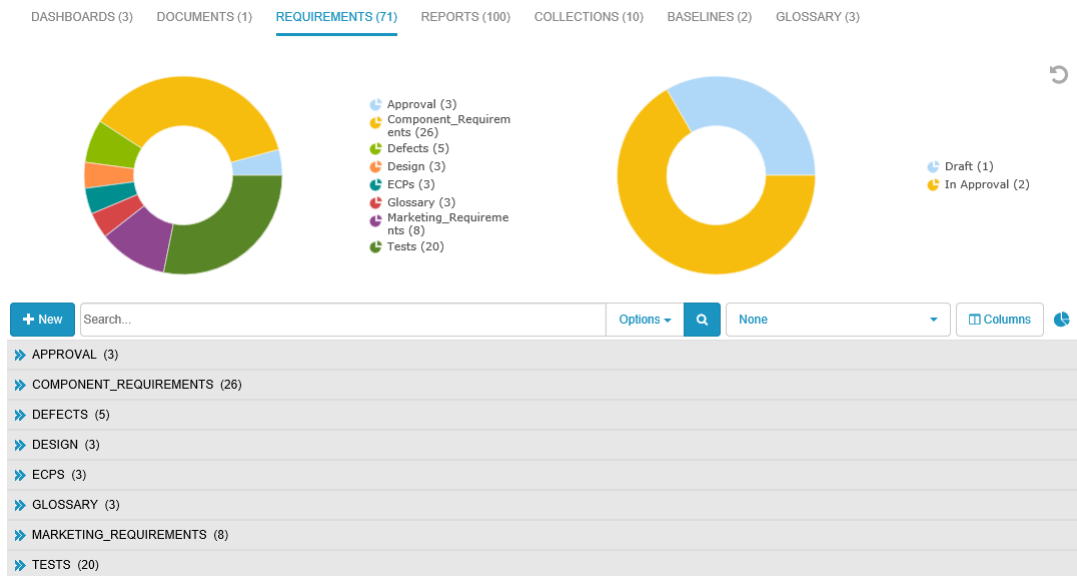 DASHBOARDS (3) DOCUMENTS (1) REQUIREMENTS (71) REPORTS (100) COLLECTIONS (10) BASELINES (2) GLOSSARY (3)
Approval (3)
Component_Requirem
ents (26)
Defects (5)
Design (3)
ECPs (3)
Glossary (3)
Marketing_Requireme
nts (8)
Tests (20)
Draft (1)
In Approval (2)
New Search... Options None Columns
APPROVAL (3)
COMPONENT_REQUIREMENTS (26)
DEFECTS (5)
DESIGN (3)
ECPS (3)
GLOSSARY (3)
MARKETING_REQUIREMENTS (8)
TESTS (20)